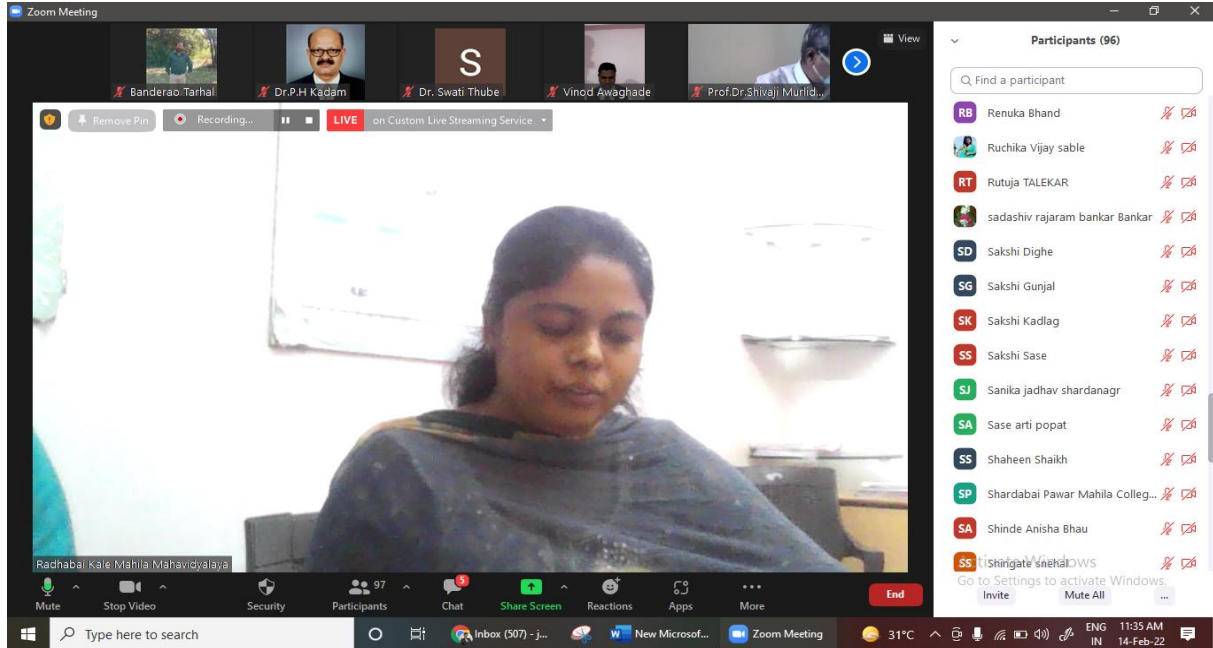 Zoom Meeting
Banderao Tarhal
Dr.P.H Kadam
S
Dr. Swati Thube
Vinod Awaghade
Prof.Dr.Shivaji Murlid...
View
Remove Pin
Recording...
LIVE on Custom Live Streaming Service
Radhabai Kale Mahila Mahavidyalaya
Participants (96)
Find a participant
RB Renuka Bhand
Ruchika Vijay sable
RT Rutuja TALEKAR
sadashiv rajaram bankar Bankar
SD Sakshi Dighe
SG Sakshi Gunjal
SK Sakshi Kadlag
SS Sakshi Sase
SJ Sanika jadhav shardanagr
SA Sase arti popat
SS Shaheen Shaikh
SP Shardabai Pawar Mahila Colleg...
SA Shinde Anisha Bhau
SS Shingate snehal
Activate Windows
Go to Settings to activate Windows.
Invite Mute All ...
Mute
Stop Video
Security
97
Participants
5
Chat
Share Screen
Reactions
Apps
More
End
Type here to search
Inbox (507) - j...
New Microsof...
Zoom Meeting
31°C
ENG
IN
11:35 AM
14-Feb-22